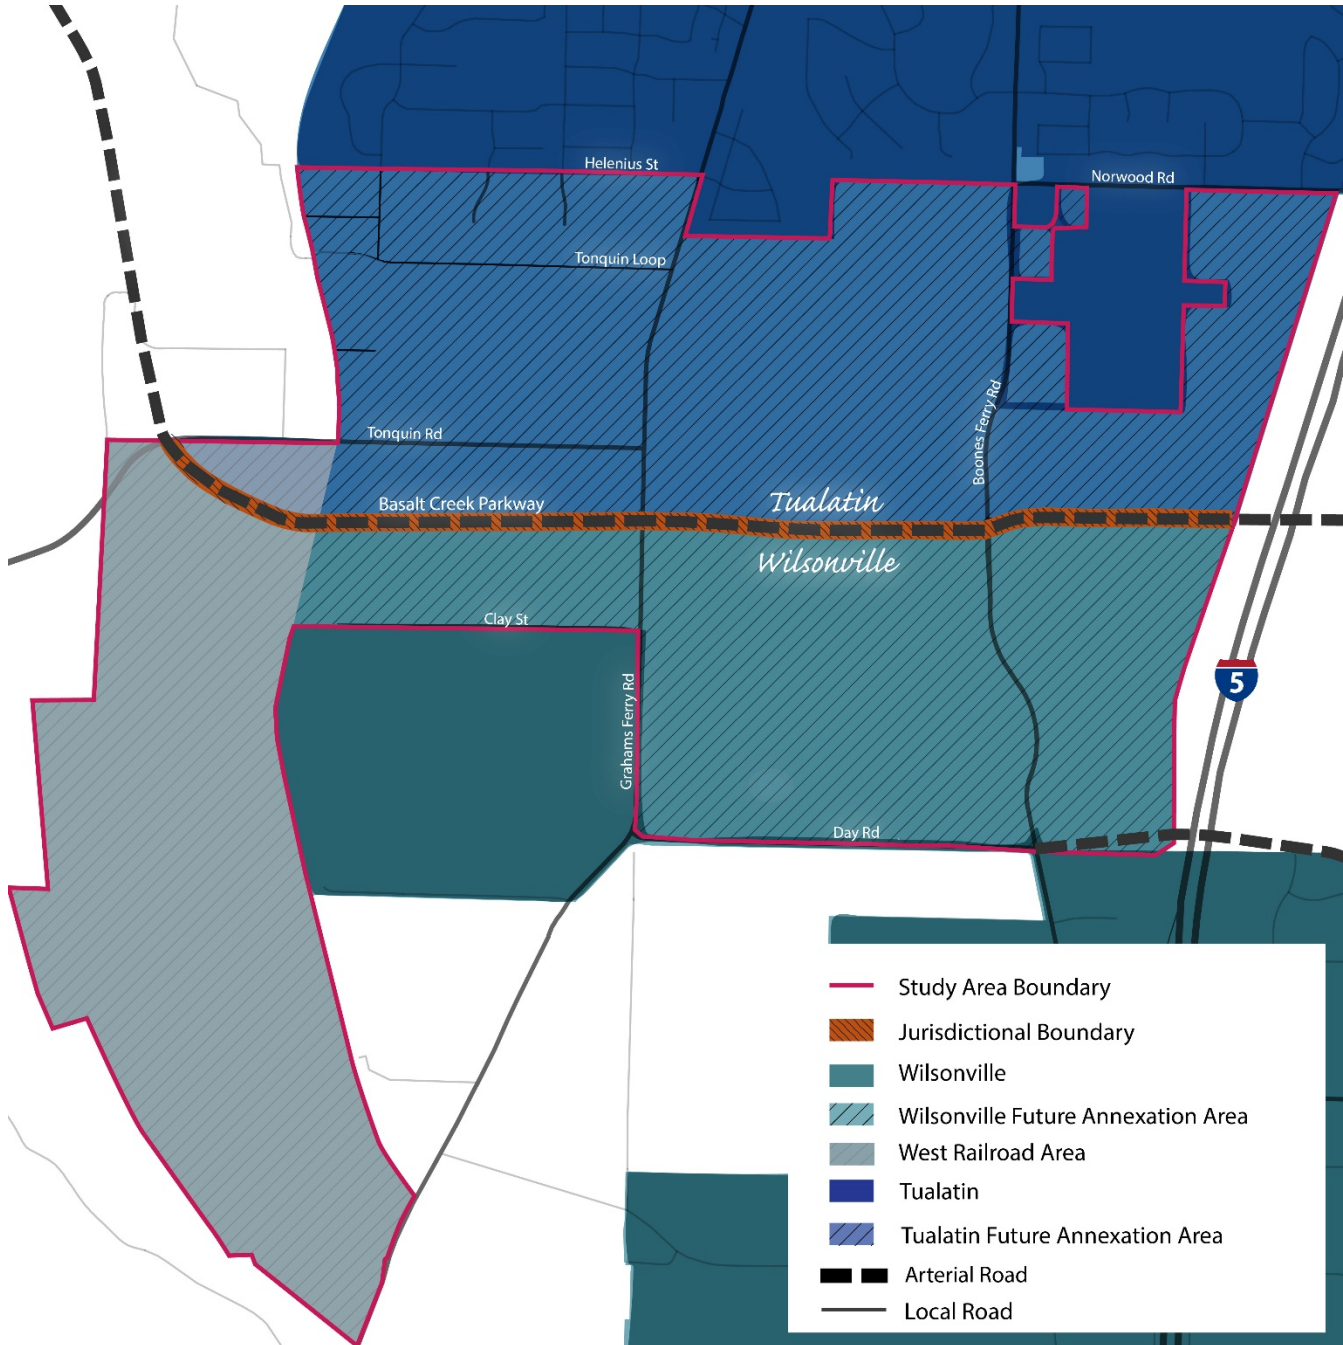 Helenius St
Norwood Rd
Tonquin Loop
Boones Ferry Rd
Tonquin Rd
Basalt Creek Parkway
Tualatin
Wilsonville
Clay St
Grahams Ferry Rd
5
Day Rd
Study Area Boundary
Jurisdictional Boundary
Wilsonville
Wilsonville Future Annexation Area
West Railroad Area
Tualatin
Tualatin Future Annexation Area
Arterial Road
Local Road